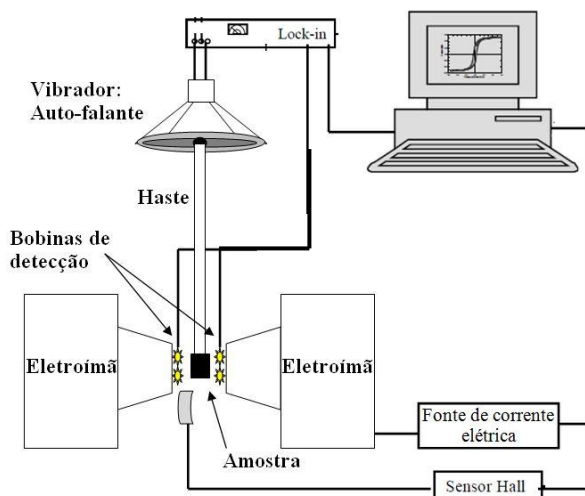 Lock-in
Vibrador:
Auto-falante
Haste
Bobinas de
detecção
Eletroímã
Eletroímã
Fonte de corrente
elétrica
Amostra
Sensor Hall